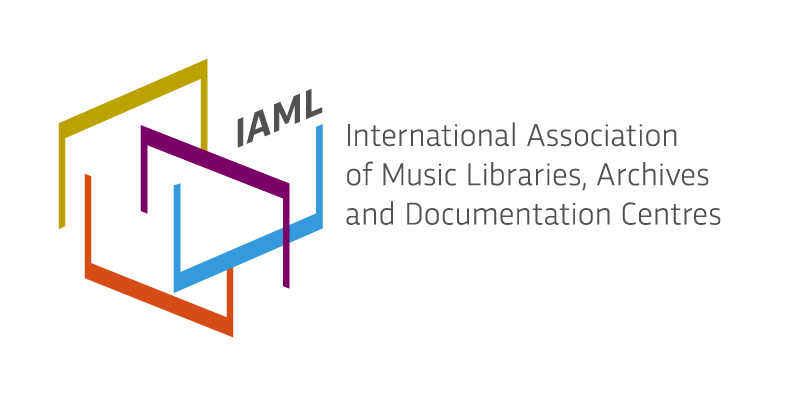 IAML
International Association
of Music Libraries, Archives
and Documentation Centres